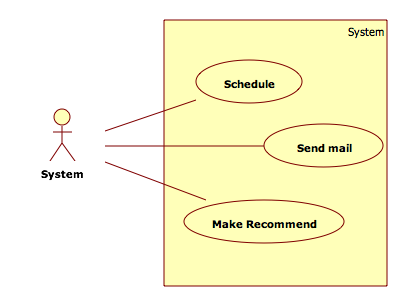 System
Schedule
Send mail
System
Make Recommend